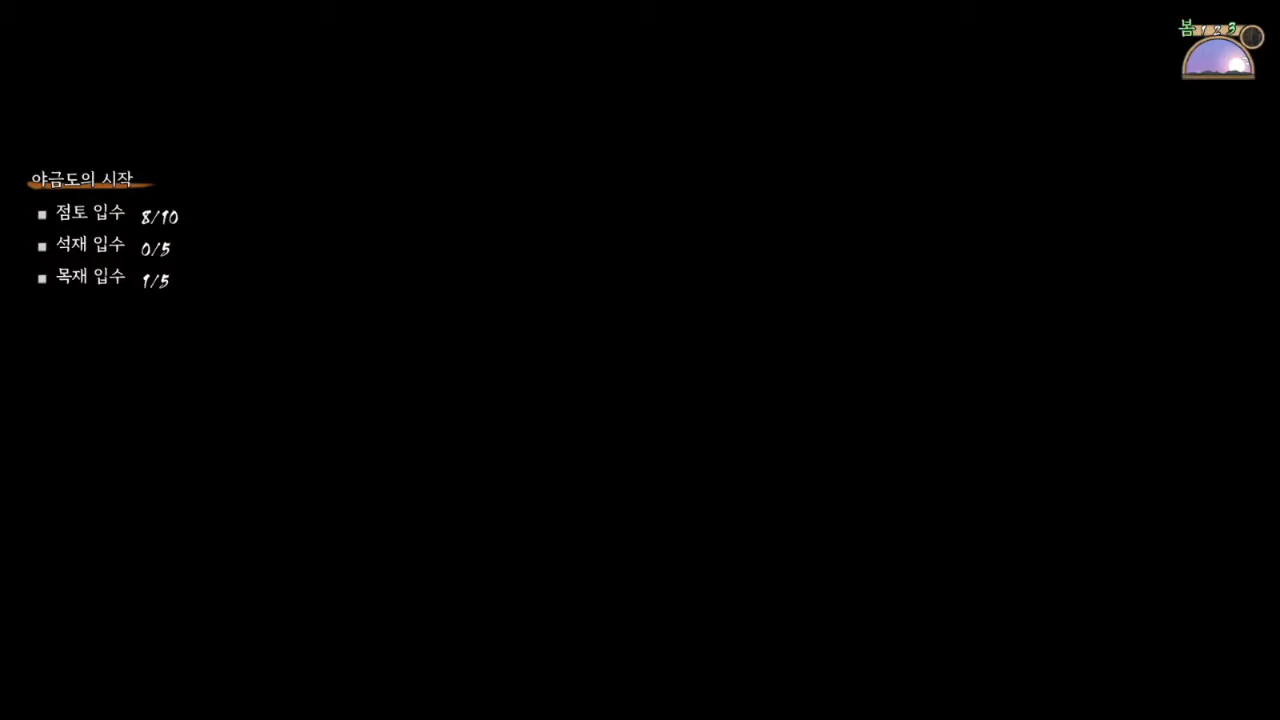 봄 1 2 3
야금도의 시작
점토 입수 8/10
석재 입수 0/5
목재 입수 1/5